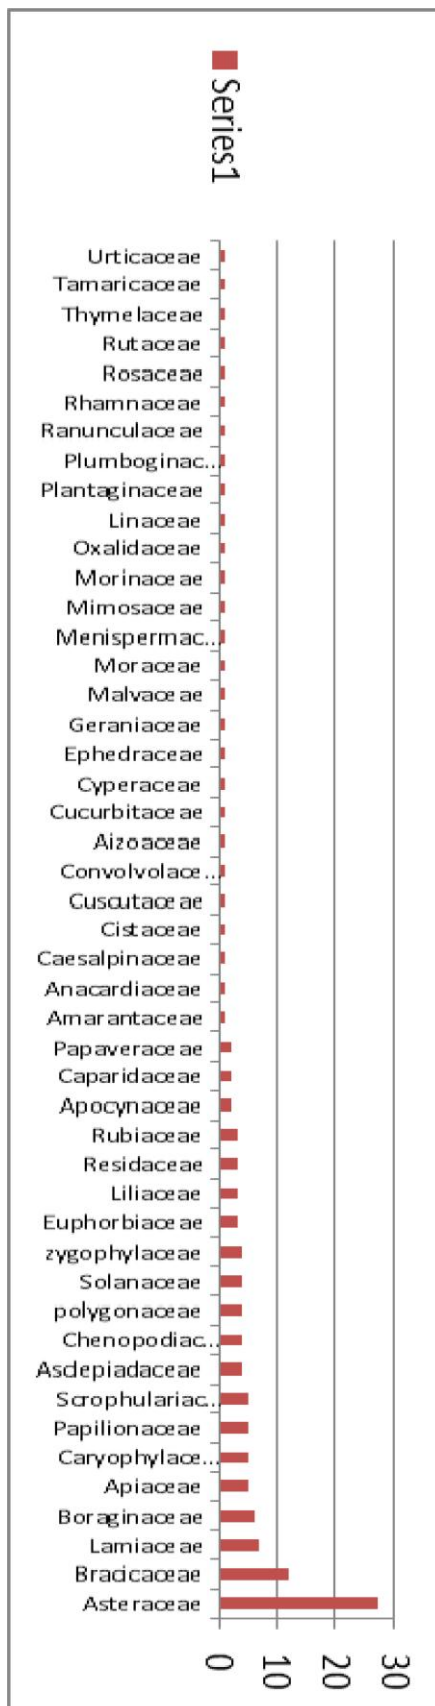 Series1
Urticaceae
Tamaricaceae
Thymelaceae
Rutaceae
Rosaceae
Rhamnaceae
Ranunculaceae
Plumboginac...
Plantaginaceae
Linaceae
Oxalidaceae
Morinaceae
Mimosaceae
Menispermac...
Moraceae
Malvaceae
Geraniaceae
Ephedraceae
Cyperaceae
Cucurbitaceae
Aizoaceae
Convolvolace...
Cuscutaceae
Cistaceae
Caesalpinaceae
Anacardiaceae
Amarantaceae
Papaveraceae
Caparidaceae
Apocynaceae
Rubiaceae
Residaceae
Liliaceae
Euphorbiaceae
zygophylaceae
Solanaceae
polygonaceae
Chenopodiac...
Asclepiadaceae
Scrophulariac...
Papilionaceae
Caryophylace...
Apiaceae
Boraginaceae
Lamiaceae
Bracicaceae
Asteraceae
0 10 20 30